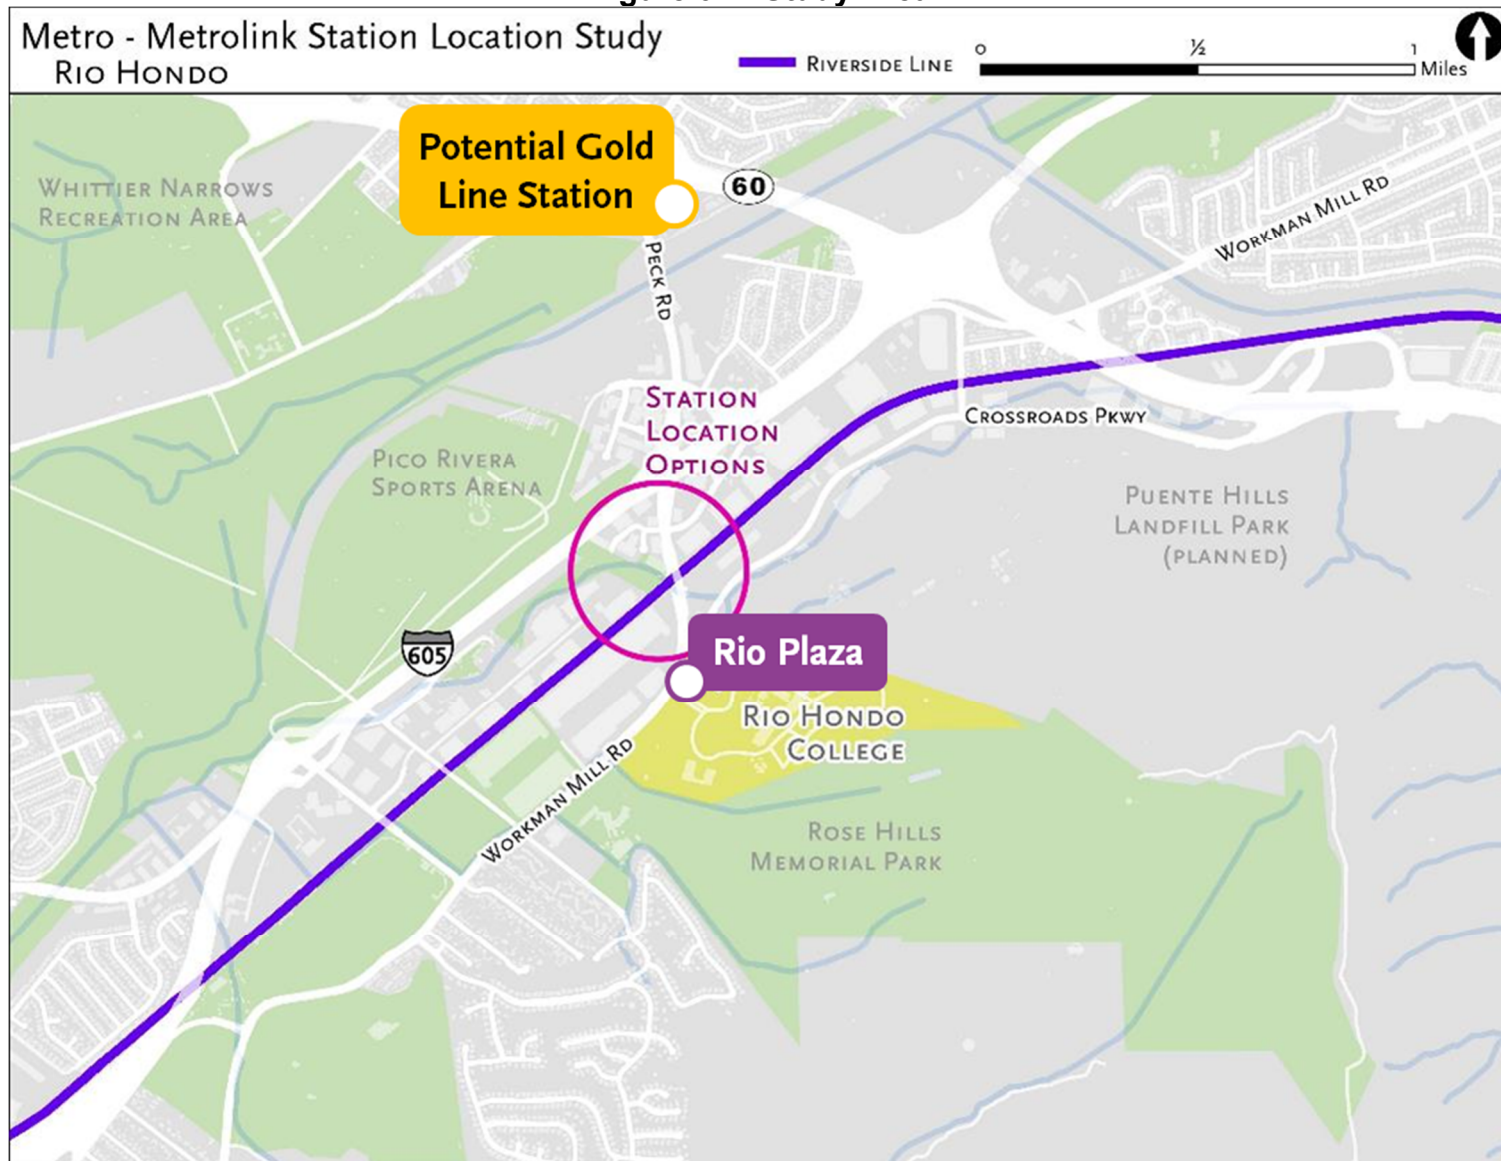 Metro - Metrolink Station Location Study
RIO HONDO
RIVERSIDE LINE
0 ½ 1
Miles
Potential Gold
Line Station
60
WHITTIER NARROWS
RECREATION AREA
WORKMAN MILL RD
PECK RD
STATION
LOCATION
OPTIONS
CROSSROADS PKWY
PICO RIVERA
SPORTS ARENA
PUENTE HILLS
LANDFILL PARK
(PLANNED)
605
Rio Plaza
RIO HONDO
COLLEGE
WORKMAN MILL RD
ROSE HILLS
MEMORIAL PARK